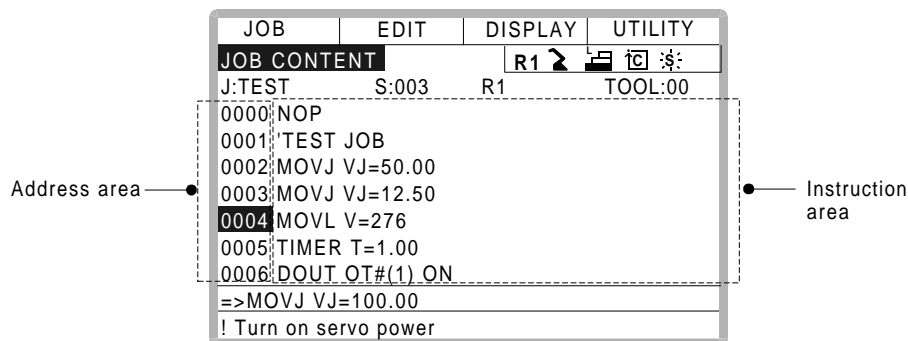 JOB EDIT DISPLAY UTILITY
JOB CONTENT R1 C S
J:TEST S:003 R1 TOOL:00
0000 NOP
0001 'TEST JOB
0002 MOVJ VJ=50.00
0003 MOVJ VJ=12.50
0004 MOVL V=276
0005 TIMER T=1.00
0006 DOUT OT#(1) ON
=>MOVJ VJ=100.00
! Turn on servo power
Address area
Instruction
area